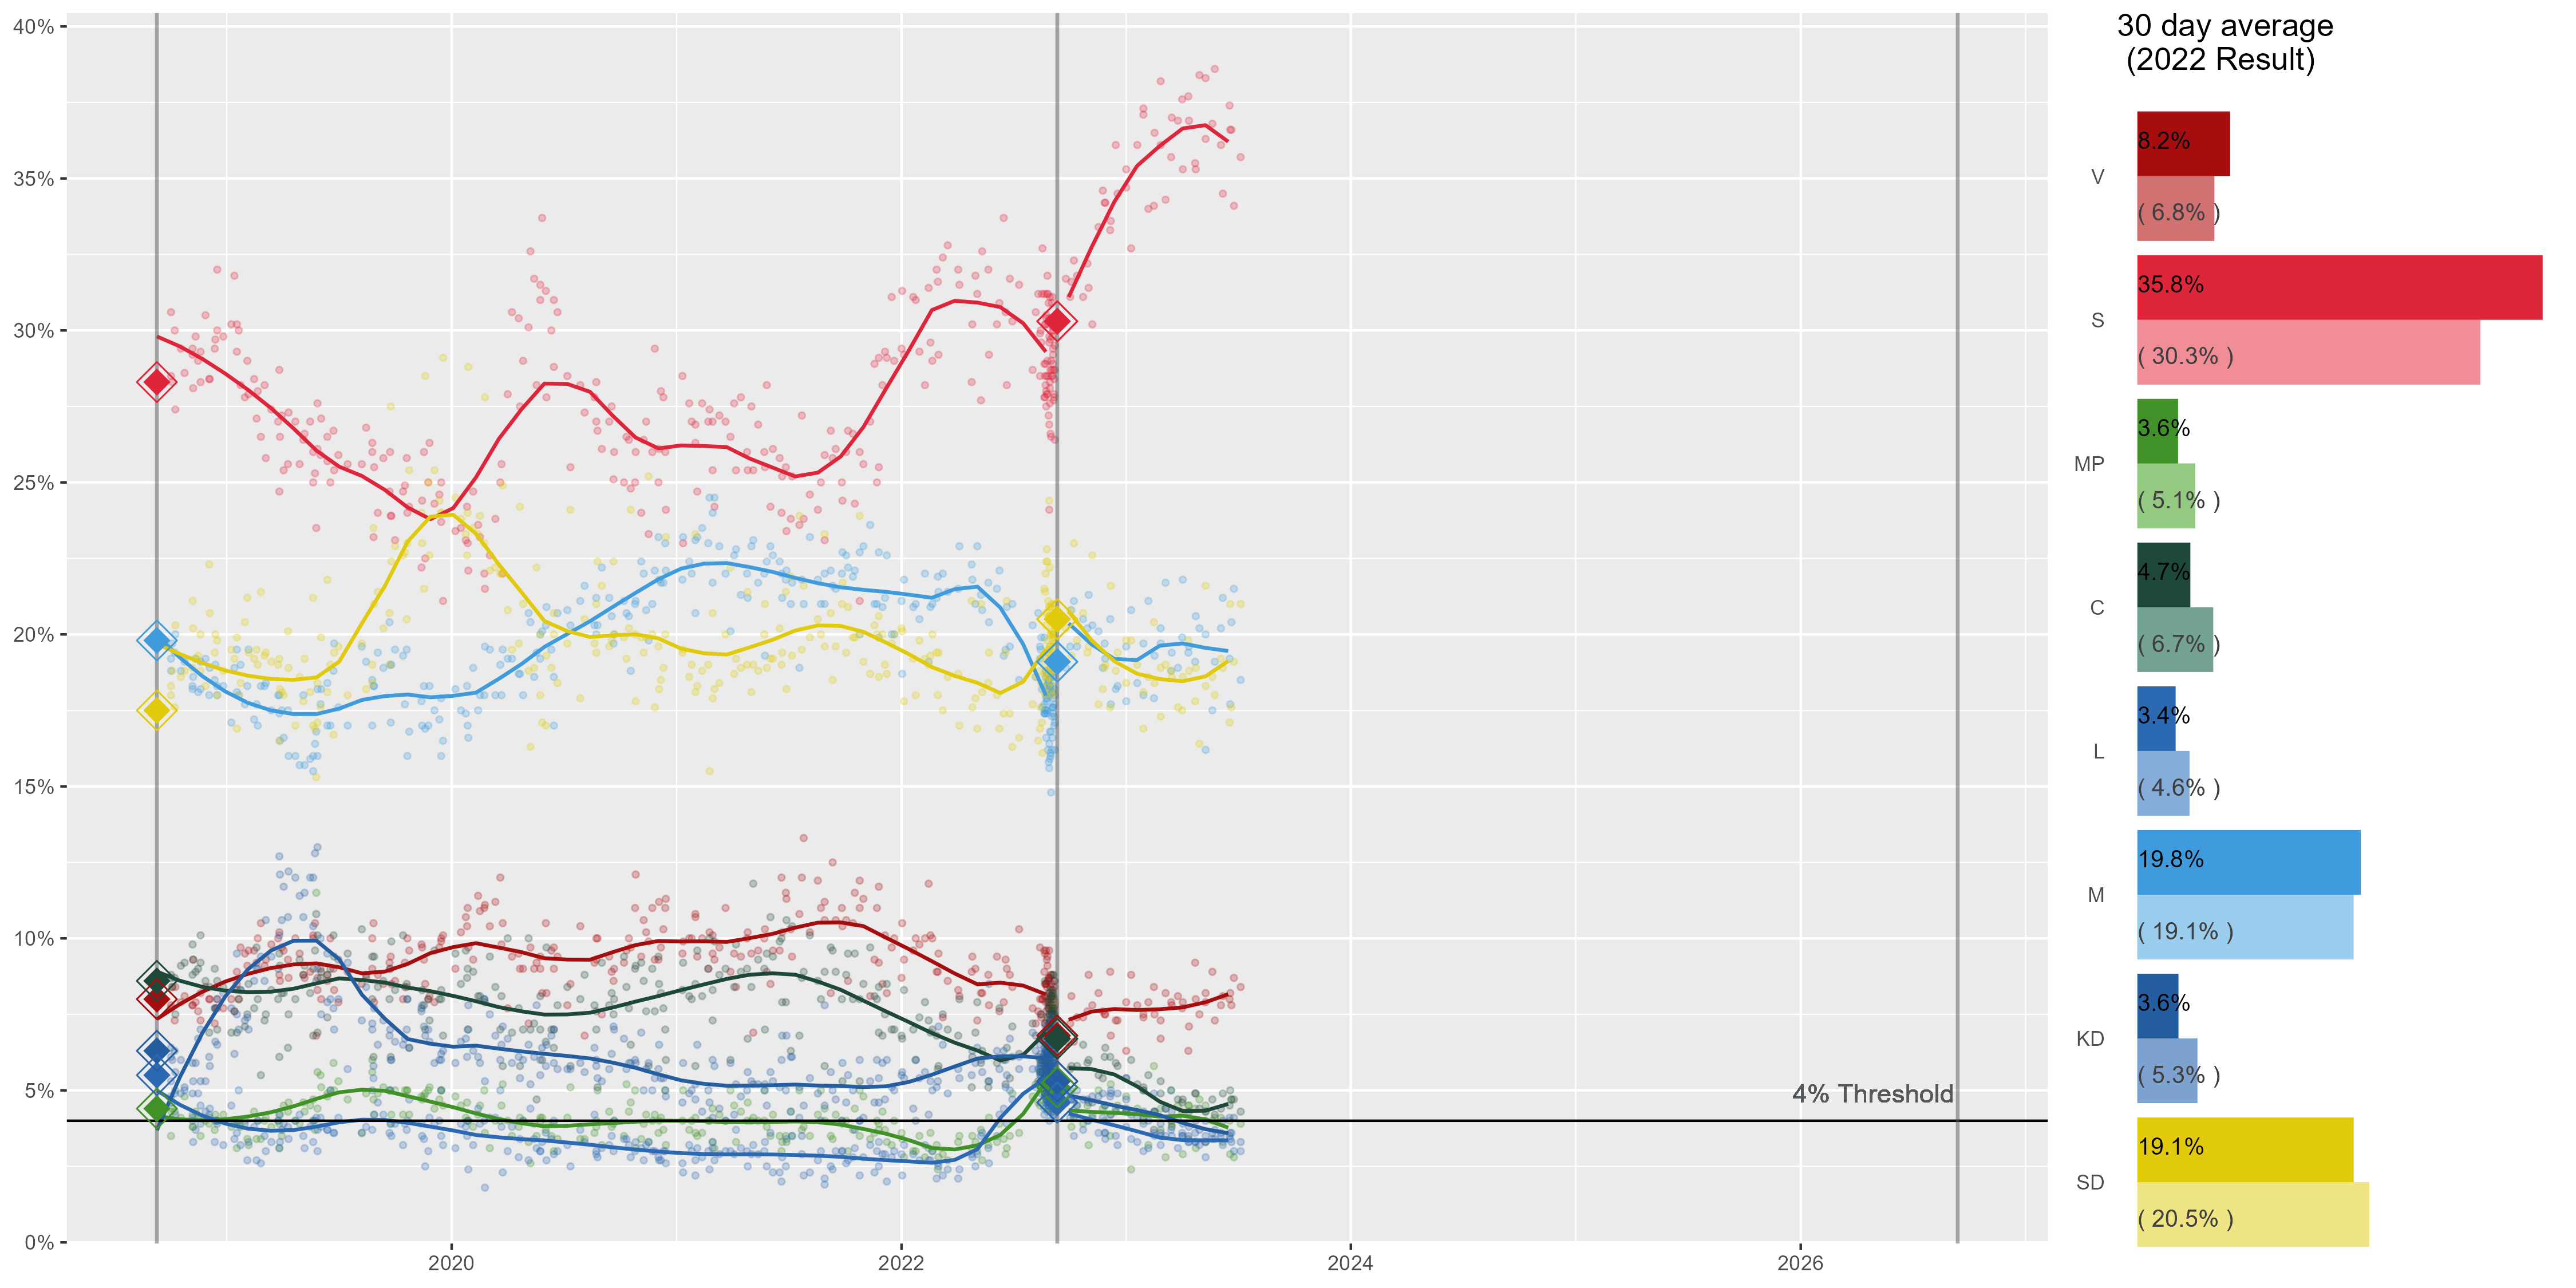 40%
35%
30%
25%
20%
15%
10%
5%
0%
2020
2022
2024
2026
4% Threshold
30 day average
(2022 Result)
V
8.2%
( 6.8% )
S
35.8%
( 30.3% )
MP
3.6%
( 5.1% )
C
4.7%
( 6.7% )
L
3.4%
( 4.6% )
M
19.8%
( 19.1% )
KD
3.6%
( 5.3% )
SD
19.1%
( 20.5% )